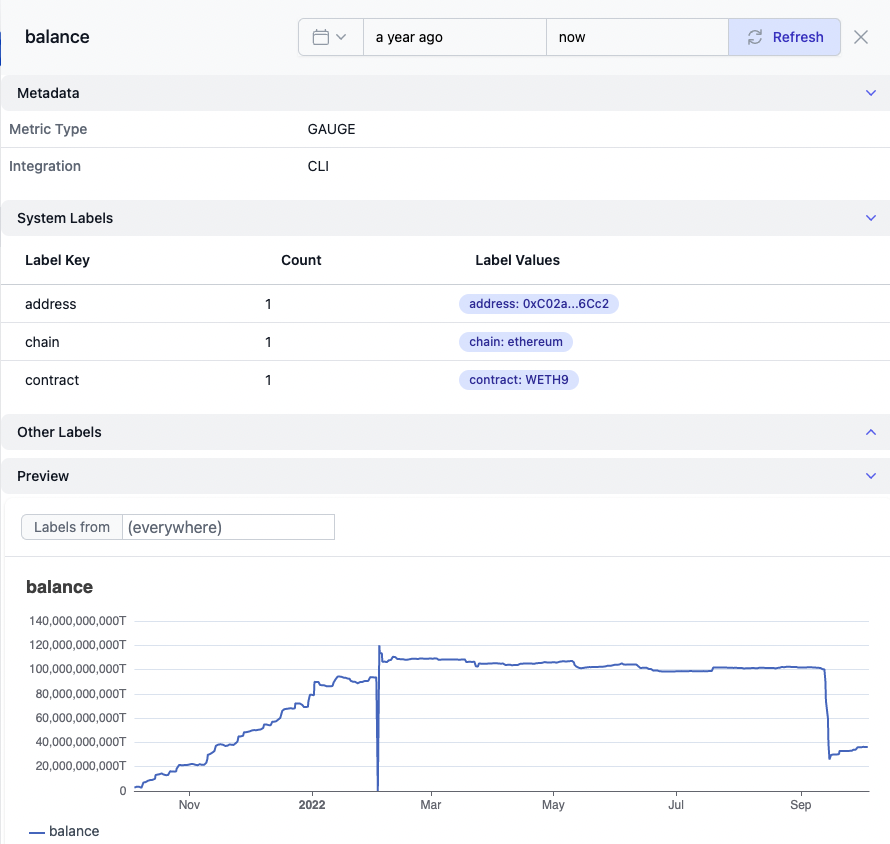 balance
a year ago now Refresh
Metadata
Metric Type GAUGE
Integration CLI
System Labels
Label Key Count Label Values
address 1 address: 0xC02a...6Cc2
chain 1 chain: ethereum
contract 1 contract: WETH9
Other Labels
Preview
Labels from (everywhere)
balance
140,000,000,000T
120,000,000,000T
100,000,000,000T
80,000,000,000T
60,000,000,000T
40,000,000,000T
20,000,000,000T
0
Nov 2022 Mar May Jul Sep
balance